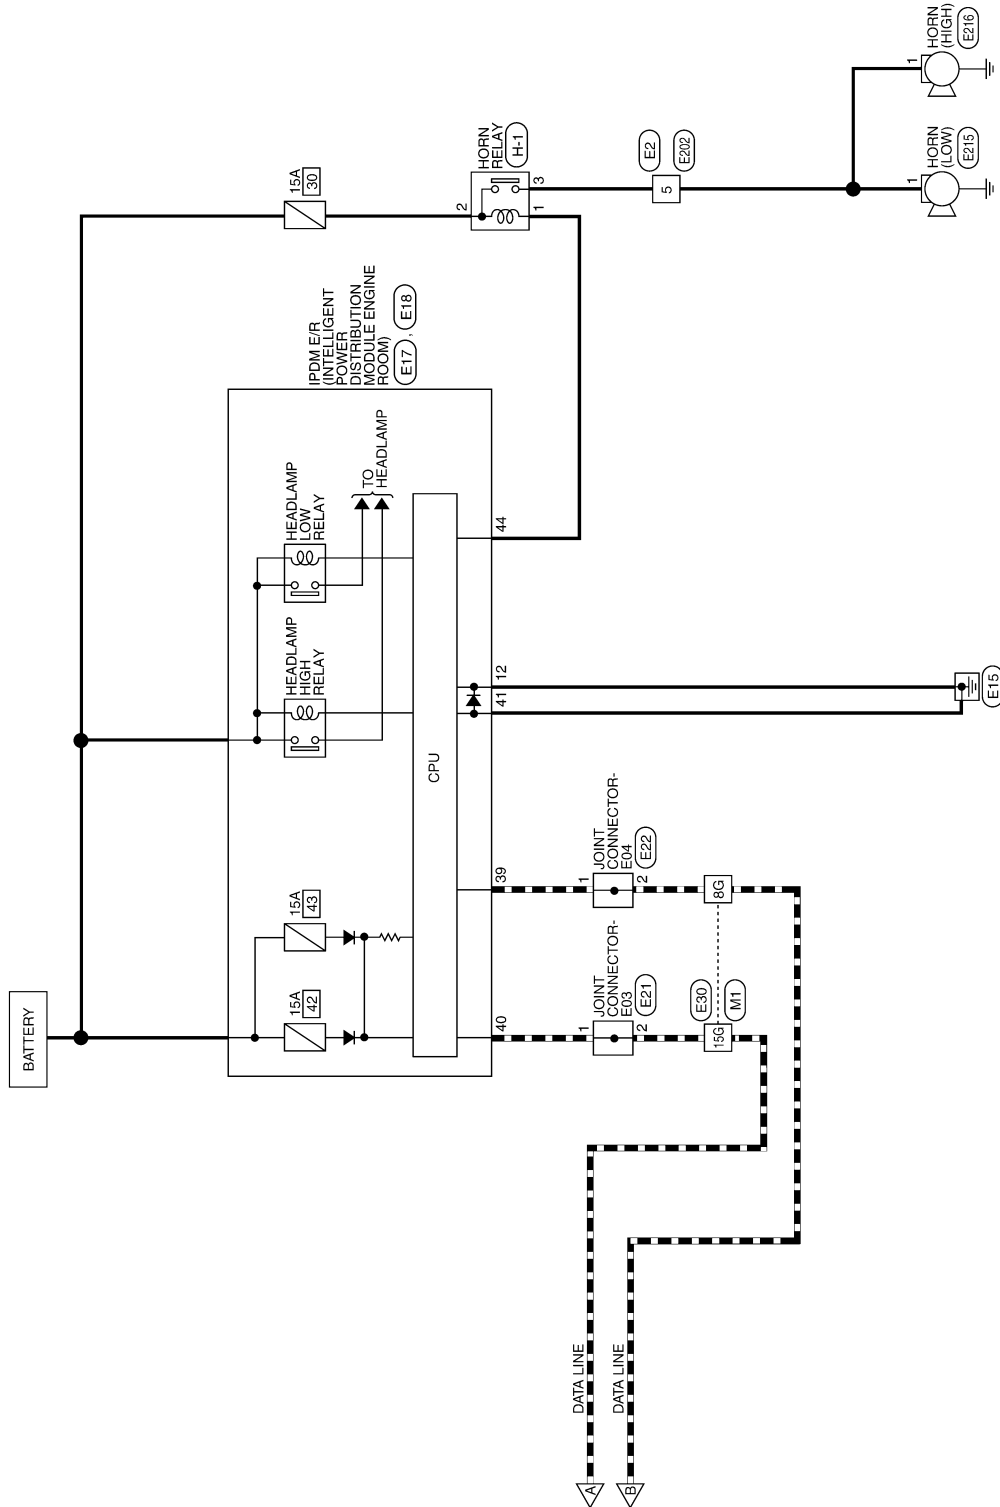 BATTERY
15A
42
15A
43
HEADLAMP
HIGH
RELAY
HEADLAMP
LOW
RELAY
TO
HEADLAMP
IPDM E/R
(INTELLIGENT
POWER
DISTRIBUTION
MODULE ENGINE
ROOM)
E17 , E18
15A
30
CPU
40
39
41
12
44
HORN
RELAY
H-1
2
1
3
JOINT
CONNECTOR-
E03
E21
1
2
JOINT
CONNECTOR-
E04
E22
1
2
15G
8G
E30
M1
5
E2
E202
E15
1
HORN
(LOW)
E215
1
HORN
(HIGH)
E216
DATA LINE
A
DATA LINE
B